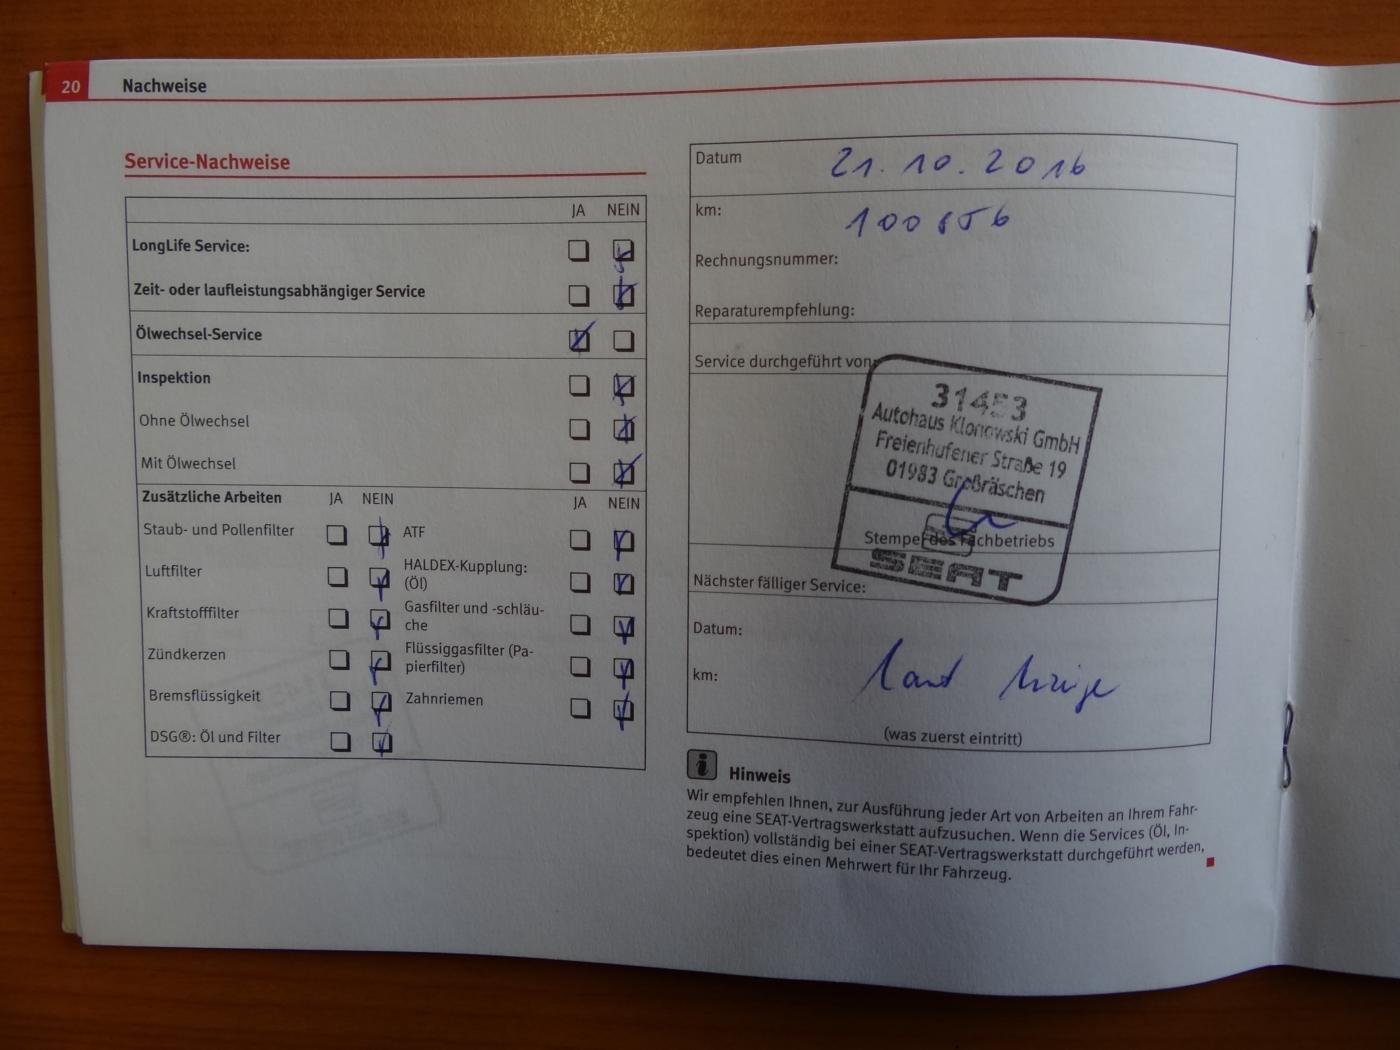 20 Nachweise
Service-Nachweise
JA NEIN
LongLife Service:
Zeit- oder laufleistungsabhängiger Service
Ölwechsel-Service
Inspektion
Ohne Ölwechsel
Mit Ölwechsel
Zusätzliche Arbeiten JA NEIN JA NEIN
Staub- und Pollenfilter ATF
Luftfilter HALDEX-Kupplung:
(Öl)
Kraftstofffilter Gasfilter und -schläu-
che
Zündkerzen Flüssiggasfilter (Pa-
pierfilter)
Bremsflüssigkeit Zahnriemen
DSG®: Öl und Filter
Datum 21.10.2016
km: 100 856
Rechnungsnummer:
Reparaturempfehlung:
Service durchgeführt von:
31453
Autohaus Klonowski GmbH
Freienhufener Straße 19
01983 Großräschen
Stempel des Fachbetriebs
SEAT
Nächster fälliger Service:
Datum:
km: laut Anzeige
(was zuerst eintritt)
Hinweis
Wir empfehlen Ihnen, zur Ausführung jeder Art von Arbeiten an Ihrem Fahr-
zeug eine SEAT-Vertragswerkstatt aufzusuchen. Wenn die Services (Öl, In-
spektion) vollständig bei einer SEAT-Vertragswerkstatt durchgeführt werden,
bedeutet dies einen Mehrwert für Ihr Fahrzeug.